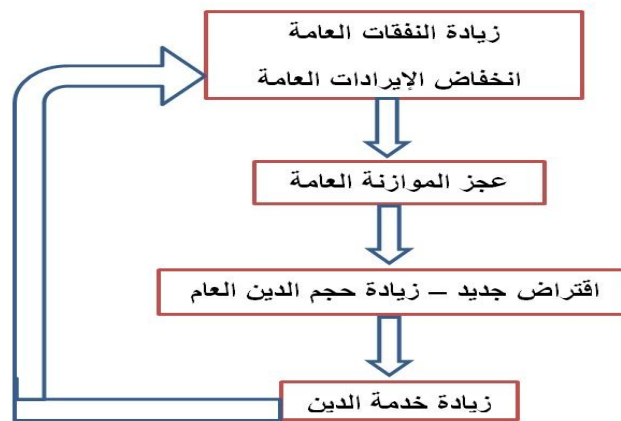 زيادة النفقات العامة
انخفاض الإيرادات العامة
عجز الموازنة العامة
اقتراض جديد – زيادة حجم الدين العام
زيادة خدمة الدين